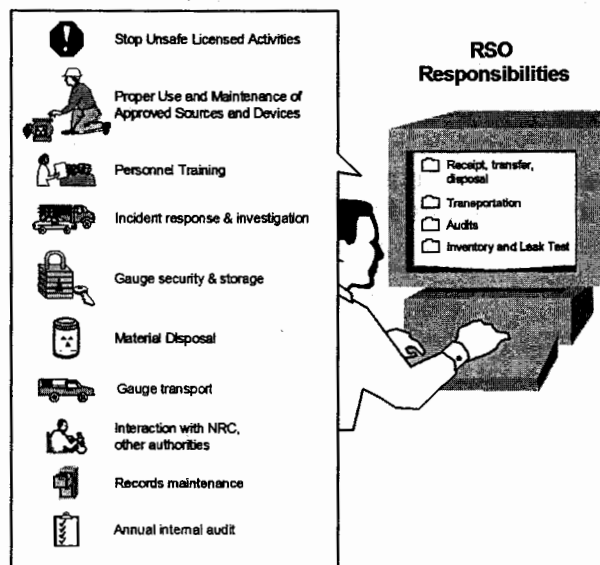 Stop Unsafe Licensed Activities
Proper Use and Maintenance of
Approved Sources and Devices
Personnel Training
Incident response & investigation
Gauge security & storage
Material Disposal
Gauge transport
Interaction with NRC,
other authorities
Records maintenance
Annual internal audit
RSO
Responsibilities
Receipt, transfer,
disposal
Transportation
Audits
Inventory and Leak Test